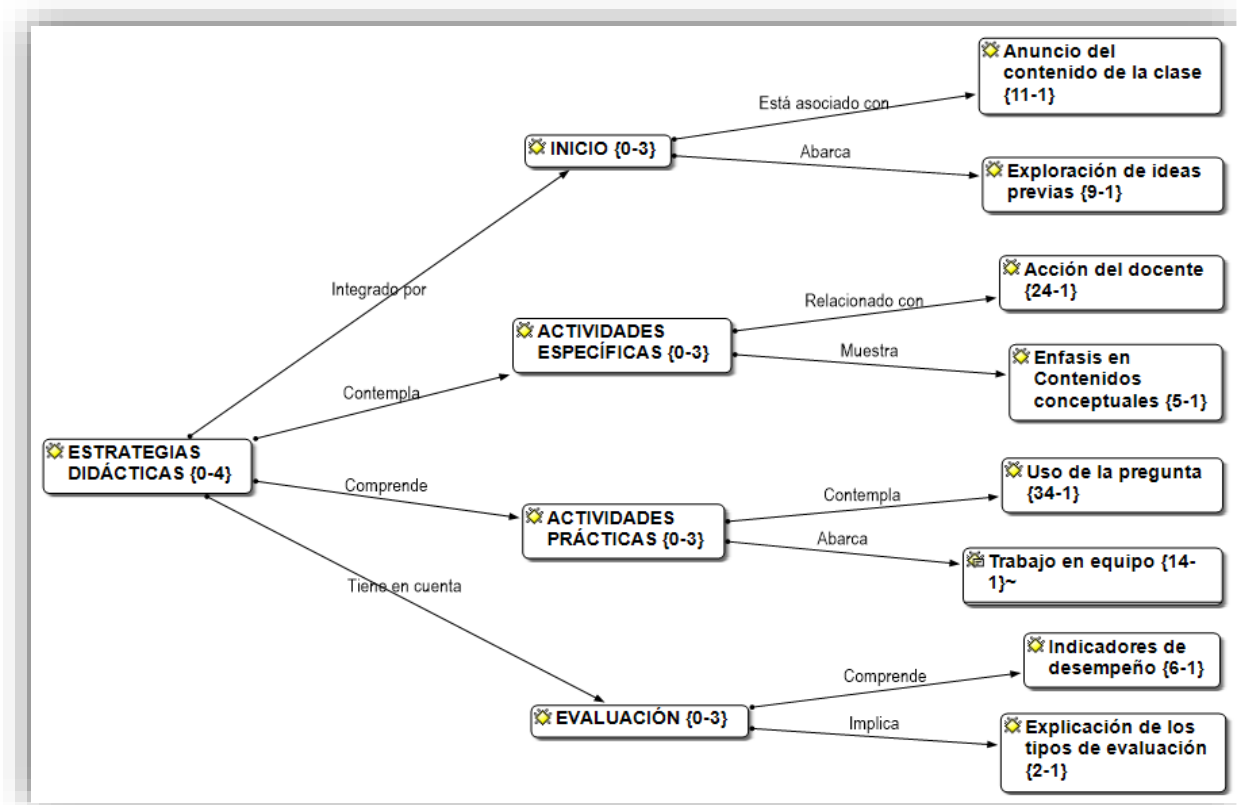 Anuncio del
contenido de la clase
{11-1}
Está asociado con
INICIO {0-3}
Abarca
Exploración de ideas
previas {9-1}
Integrado por
Acción del docente
{24-1}
Relacionado con
ACTIVIDADES
ESPECÍFICAS {0-3}
Muestra
Enfasis en
Contenidos
conceptuales {5-1}
Contempla
ESTRATEGIAS
DIDÁCTICAS {0-4}
Comprende
Uso de la pregunta
{34-1}
Contempla
ACTIVIDADES
PRÁCTICAS {0-3}
Abarca
Trabajo en equipo {14-
1}~
Tiene en cuenta
Indicadores de
desempeño {6-1}
Comprende
EVALUACIÓN {0-3}
Implica
Explicación de los
tipos de evaluación
{2-1}